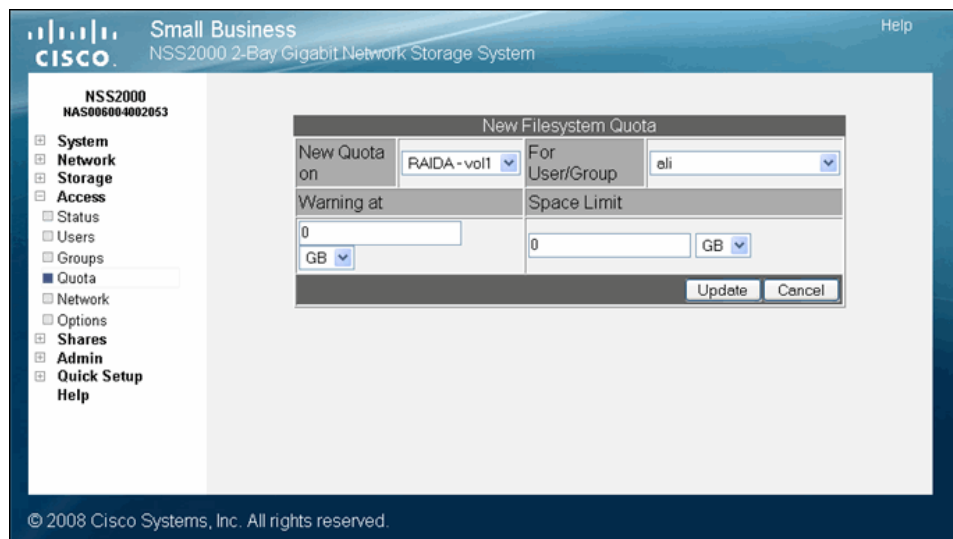 Small Business
Help
CISCO.
NSS2000 2-Bay Gigabit Network Storage System
NSS2000
NAS006004002053
System
Network
Storage
Access
Status
Users
Groups
Quota
Network
Options
Shares
Admin
Quick Setup
Help
New Filesystem Quota
New Quota on
RAIDA - vol1
For User/Group
ali
Warning at
Space Limit
0
GB
0
GB
Update
Cancel
© 2008 Cisco Systems, Inc. All rights reserved.